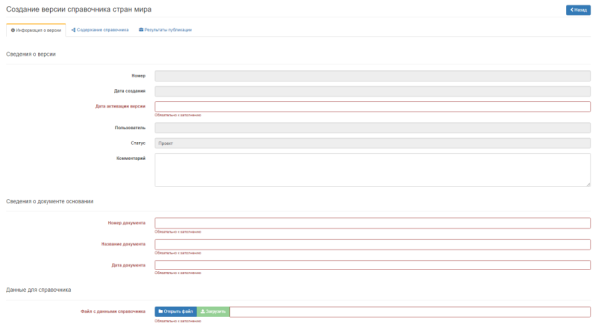 Создание версии справочника стран мира
Назад
Информация о версии
Содержание справочника
Результаты публикации
Сведения о версии
Номер
Дата создания
Дата активации версии
Обязательно к заполнению
Пользователь
Статус
Проект
Комментарий
Сведения о документе основании
Номер документа
Обязательно к заполнению
Название документа
Обязательно к заполнению
Дата документа
Обязательно к заполнению
Данные для справочника
Файл с данными справочника
Открыть файл
Загрузить
Обязательно к заполнению